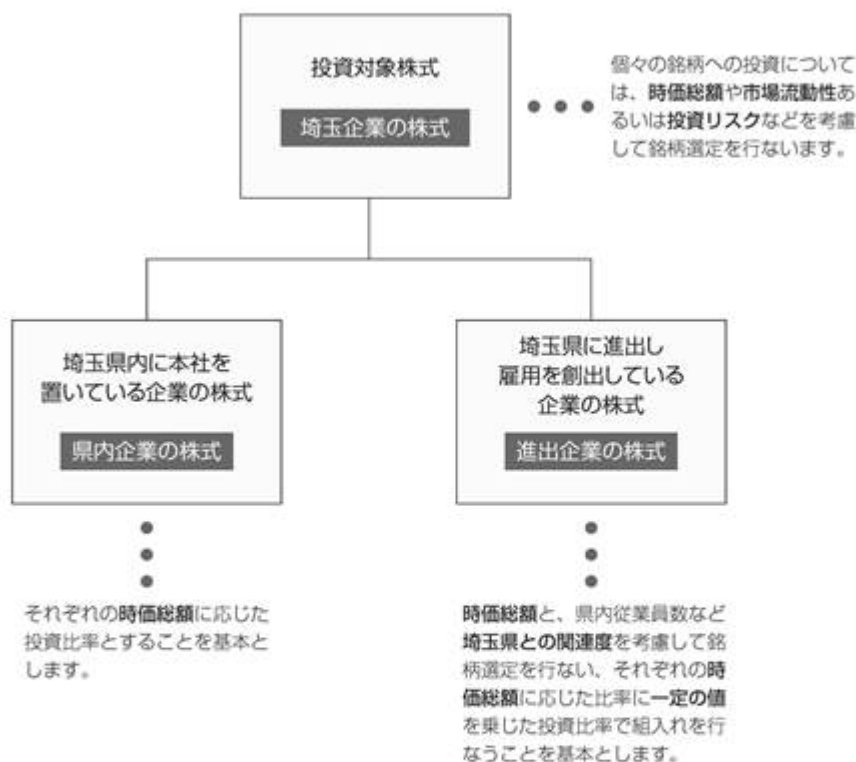 投資対象株式
埼玉企業の株式
個々の銘柄への投資について
は、時価総額や市場流動性あ
るいは投資リスクなどを考慮
して銘柄選定を行ないます。
埼玉県内に本社を
置いている企業の株式
県内企業の株式
埼玉県に進出し
雇用を創出している
企業の株式
進出企業の株式
それぞれの時価総額に応じた
投資比率とすることを基本と
します。
時価総額と、県内従業員数など
埼玉県との関連度を考慮して銘
柄選定を行ない、それぞれの時
価総額に応じた比率に一定の値
を乗じた投資比率で組入れを行
なうことを基本とします。